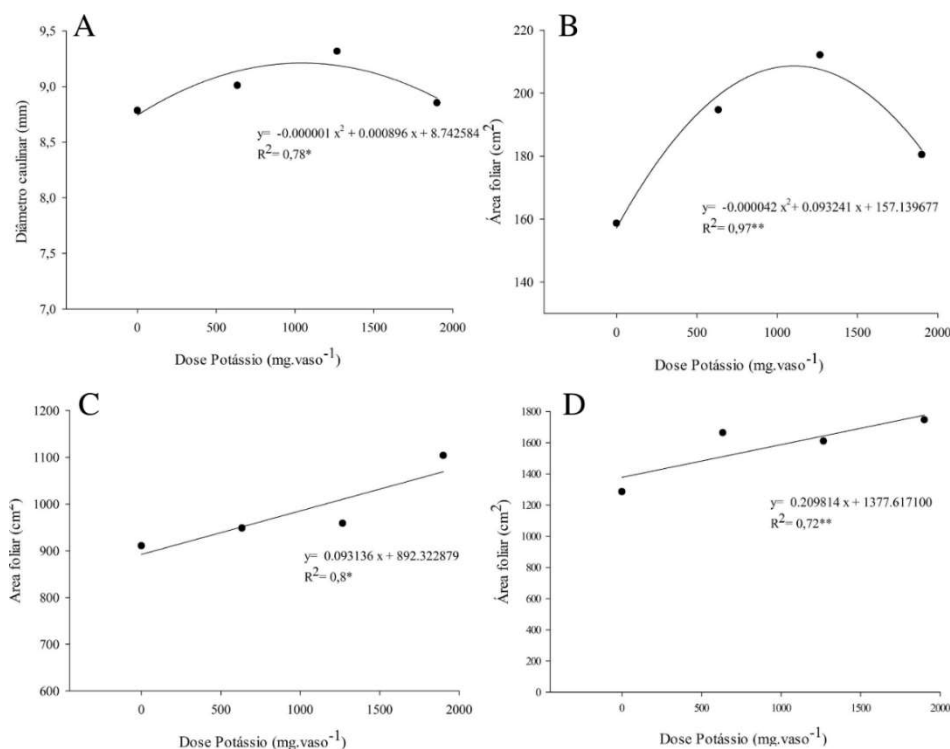 A
9,5
9,0
8,5
8,0
7,5
7,0
Diâmetro caulinar (mm)
y= -0.000001 x² + 0.000896 x + 8.742584
R²= 0,78*
0 500 1000 1500 2000
Dose Potássio (mg.vaso⁻¹)
B
220
200
180
160
140
Área foliar (cm²)
y= -0.000042 x²+ 0.093241 x + 157.139677
R²= 0,97**
0 500 1000 1500 2000
Dose Potássio (mg.vaso⁻¹)
C
1200
1100
1000
900
800
700
600
Area foliar (cm²)
y= 0.093136 x + 892.322879
R²= 0,8*
0 500 1000 1500 2000
Dose Potássio (mg.vaso⁻¹)
D
1800
1600
1400
1200
1000
800
600
400
200
0
Área foliar (cm²)
y= 0.209814 x + 1377.617100
R²= 0,72**
0 500 1000 1500 2000
Dose Potássio (mg.vaso⁻¹)